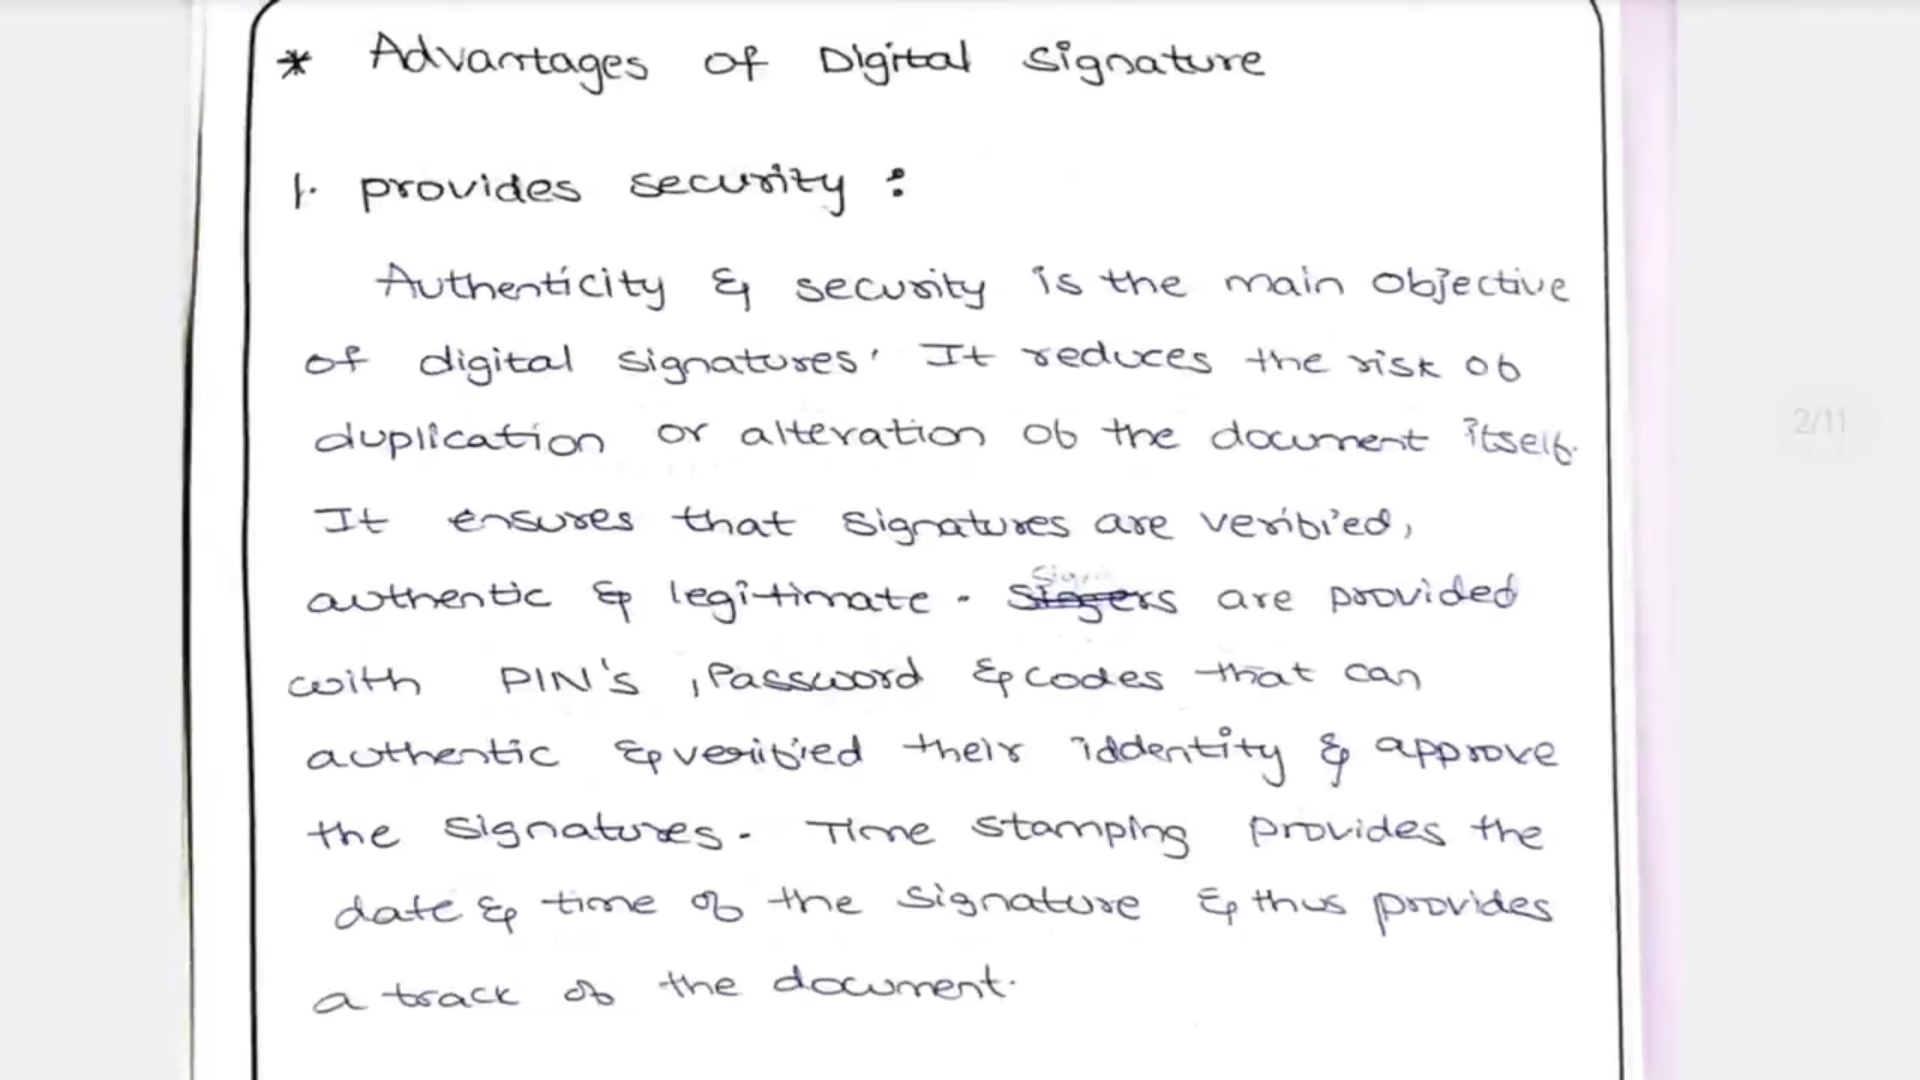 * Advantages of Digital Signature
1. provides security :
Authenticity & security is the main objective
of digital signatures. It reduces the risk of
duplication or alteration of the document itself.
It ensures that signatures are verified,
authentic & legitimate. are provided
with PIN's , Password & codes that can
authentic & verified their iddentity & approve
the signatures. Time stamping provides the
date & time of the signature & thus provides
a track of the document.
2/11